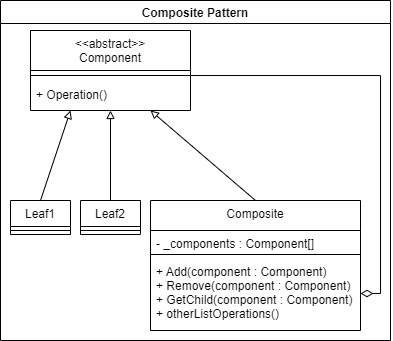 Composite Pattern
<<abstract>>
Component
+ Operation()
Leaf1
Leaf2
Composite
- _components : Component[]
+ Add(component : Component)
+ Remove(component : Component)
+ GetChild(component : Component)
+ otherListOperations()